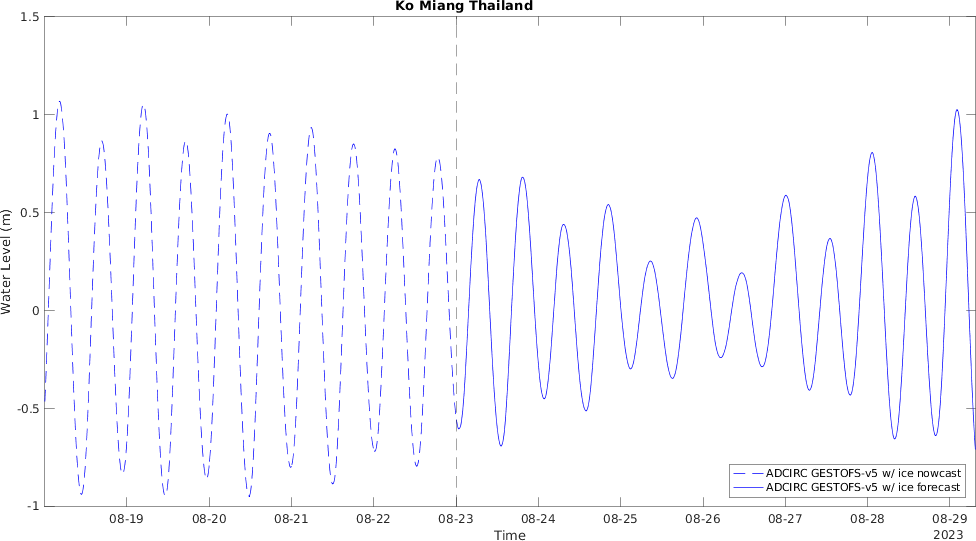 Ko Miang Thailand
1.5
1
0.5
0
-0.5
-1
Water Level (m)
08-19 08-20 08-21 08-22 08-23 08-24 08-25 08-26 08-27 08-28 08-29
2023
Time
ADCIRC GESTOFS-v5 w/ ice nowcast
ADCIRC GESTOFS-v5 w/ ice forecast